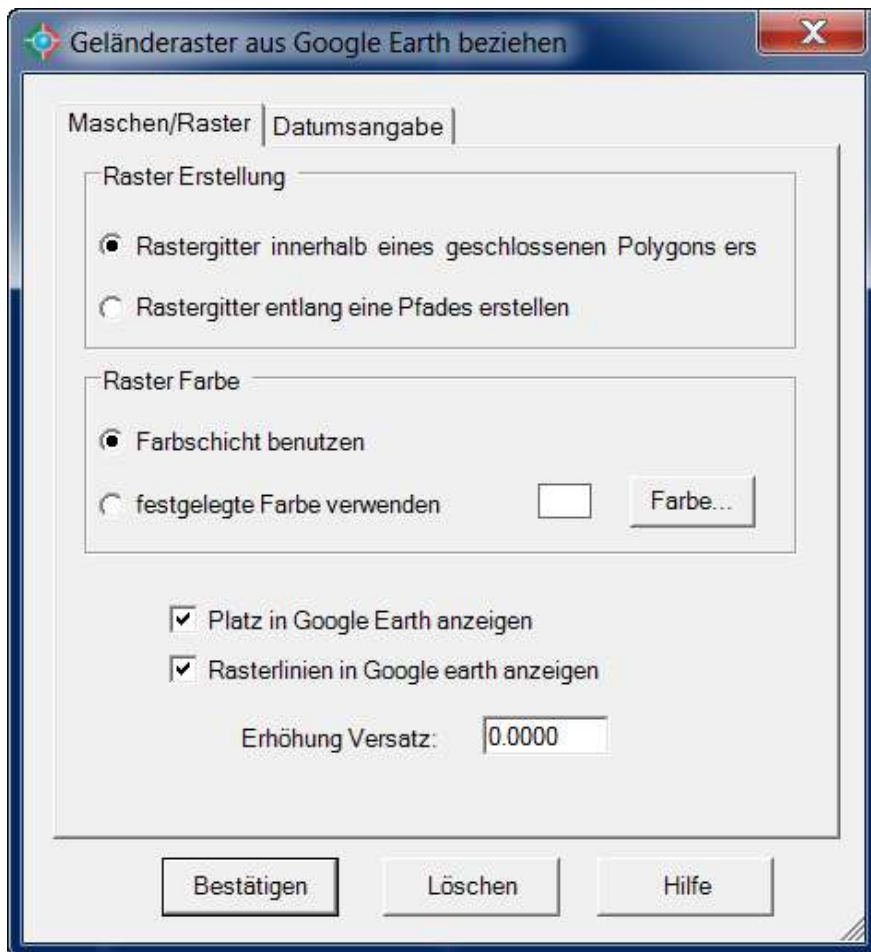 Geländeraster aus Google Earth beziehen
Maschen/Raster
Datumsangabe
Raster Erstellung
Rastergitter innerhalb eines geschlossenen Polygons ers
Rastergitter entlang eine Pfades erstellen
Raster Farbe
Farbschicht benutzen
festgelegte Farbe verwenden
Farbe...
Platz in Google Earth anzeigen
Rasterlinien in Google earth anzeigen
Erhöhung Versatz: 0.0000
Bestätigen
Löschen
Hilfe